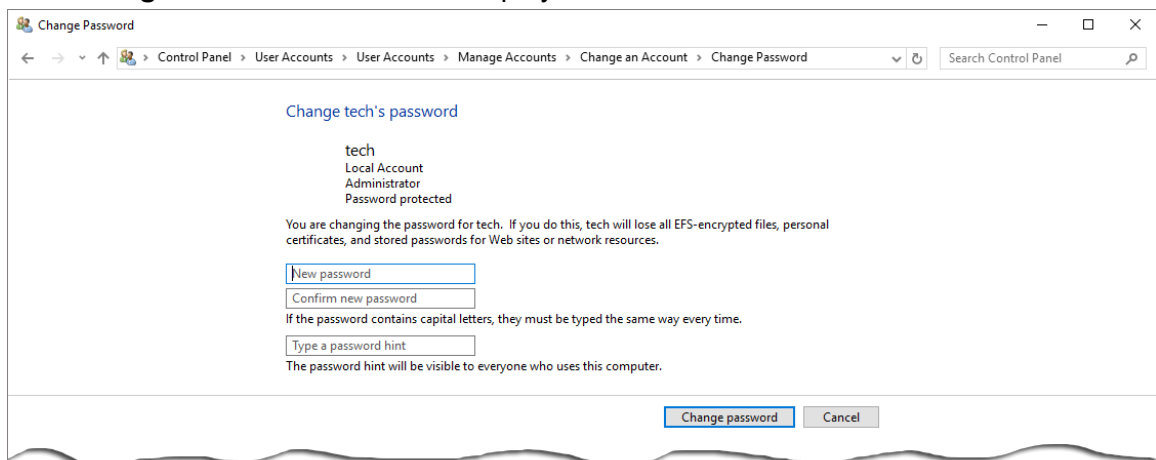 Change Password
Control Panel > User Accounts > User Accounts > Manage Accounts > Change an Account > Change Password
Search Control Panel
Change tech's password
tech
Local Account
Administrator
Password protected
You are changing the password for tech. If you do this, tech will lose all EFS-encrypted files, personal
certificates, and stored passwords for Web sites or network resources.
New password
Confirm new password
If the password contains capital letters, they must be typed the same way every time.
Type a password hint
The password hint will be visible to everyone who uses this computer.
Change password
Cancel